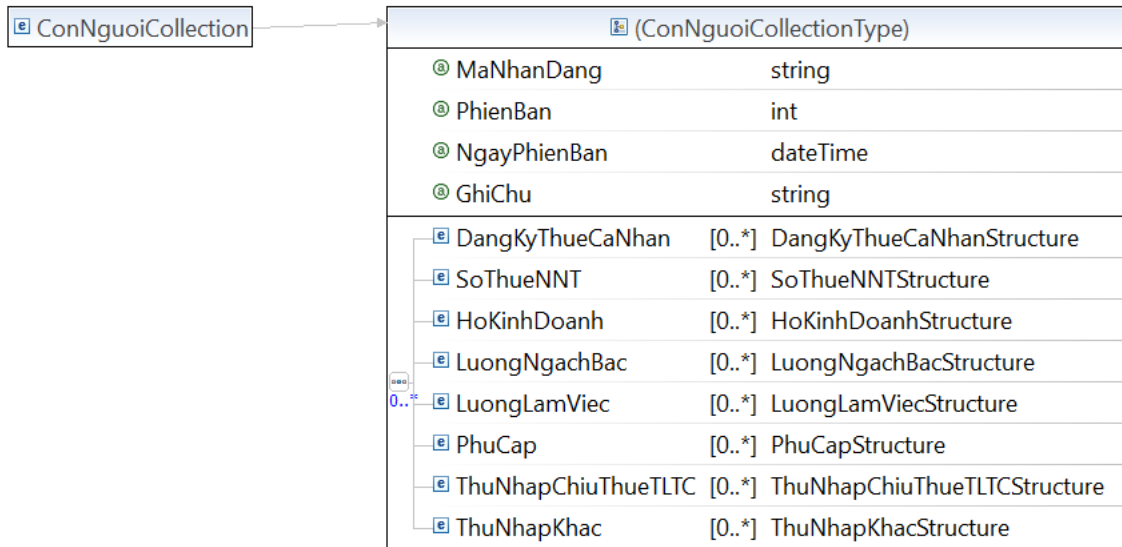 ConNguoiCollection
(ConNguoiCollectionType)
MaNhanDang string
PhienBan int
NgayPhienBan dateTime
GhiChu string
DangKyThueCaNhan [0..*] DangKyThueCaNhanStructure
SoThueNNT [0..*] SoThueNNTStructure
HoKinhDoanh [0..*] HoKinhDoanhStructure
LuongNgachBac [0..*] LuongNgachBacStructure
0..*
LuongLamViec [0..*] LuongLamViecStructure
PhuCap [0..*] PhuCapStructure
ThuNhapChiuThueTLTC [0..*] ThuNhapChiuThueTLTCStructure
ThuNhapKhac [0..*] ThuNhapKhacStructure